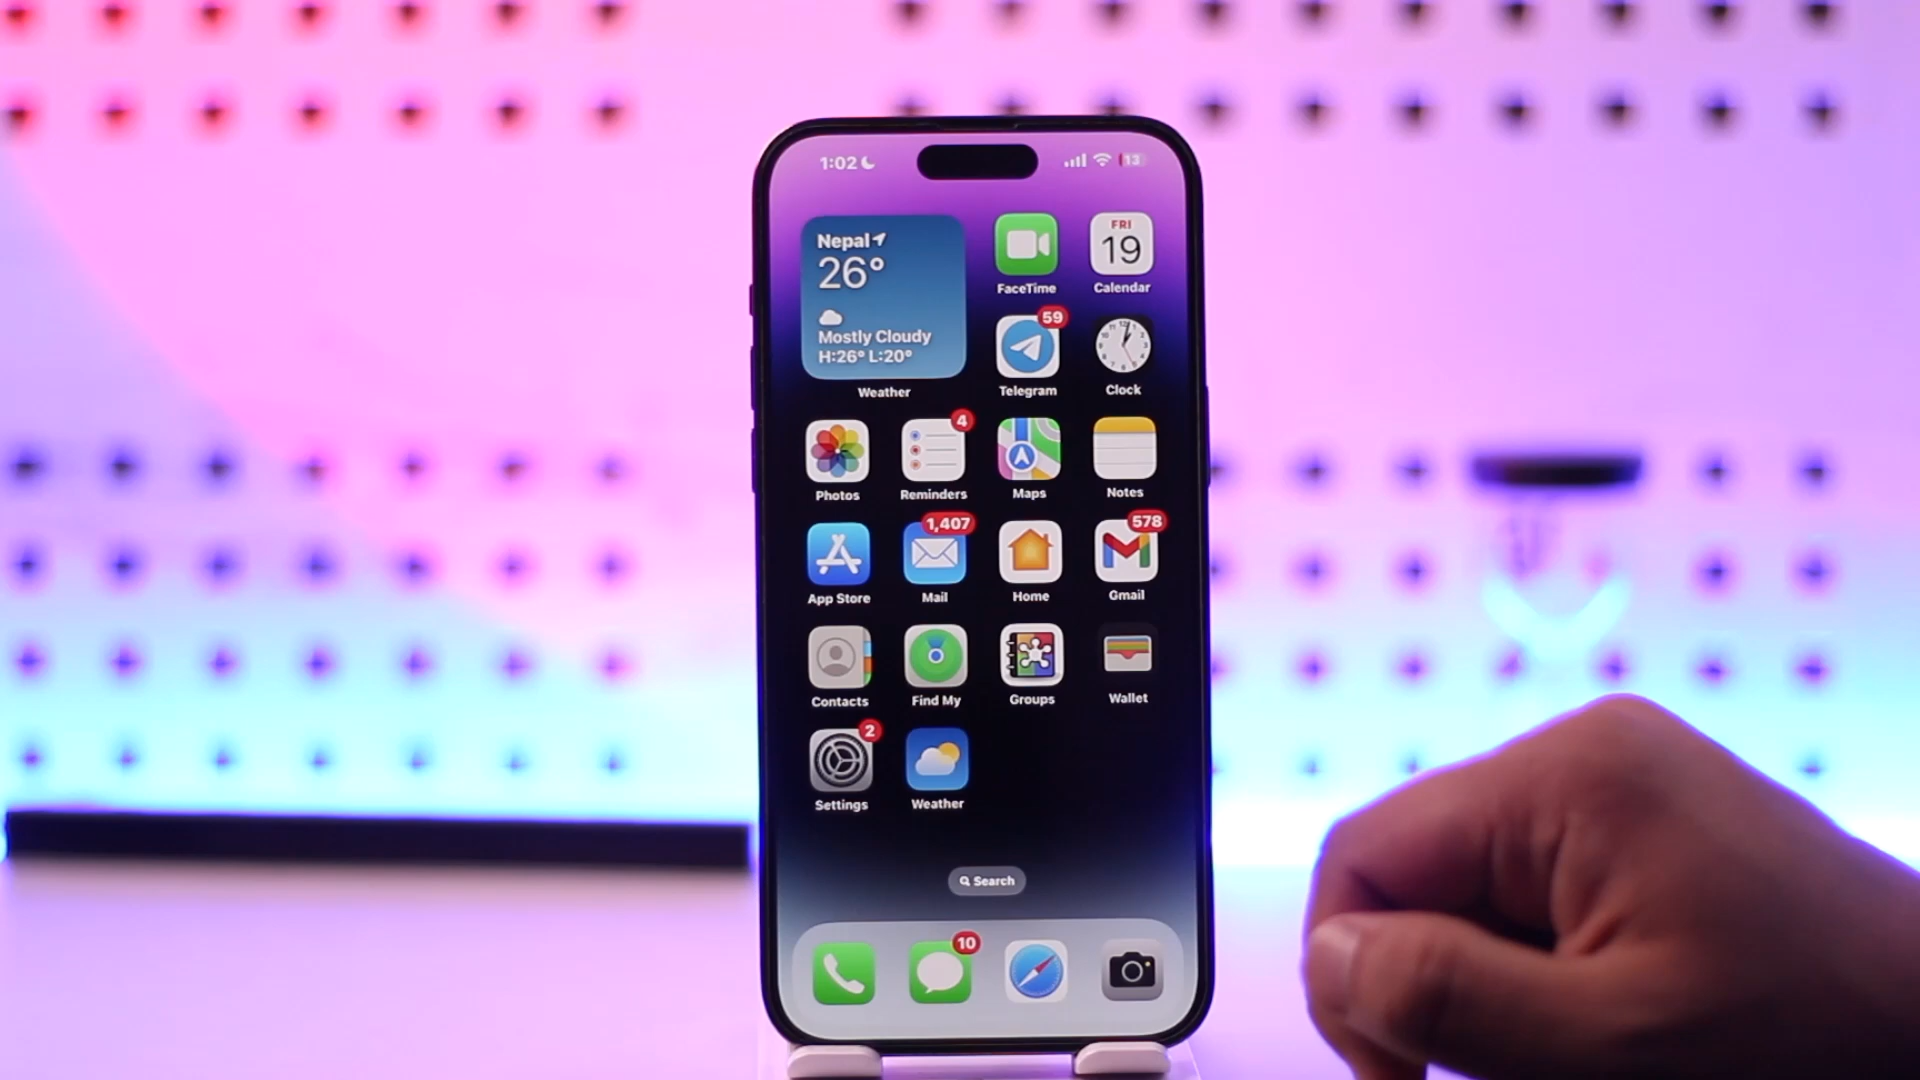 1:02
13
Nepal
26°
Mostly Cloudy
H:26° L:20°
Weather
FaceTime
FRI
19
Calendar
59
Telegram
Clock
Photos
4
Reminders
Maps
Notes
App Store
1,407
Mail
Home
578
Gmail
Contacts
Find My
Groups
Wallet
2
Settings
Weather
Search
10